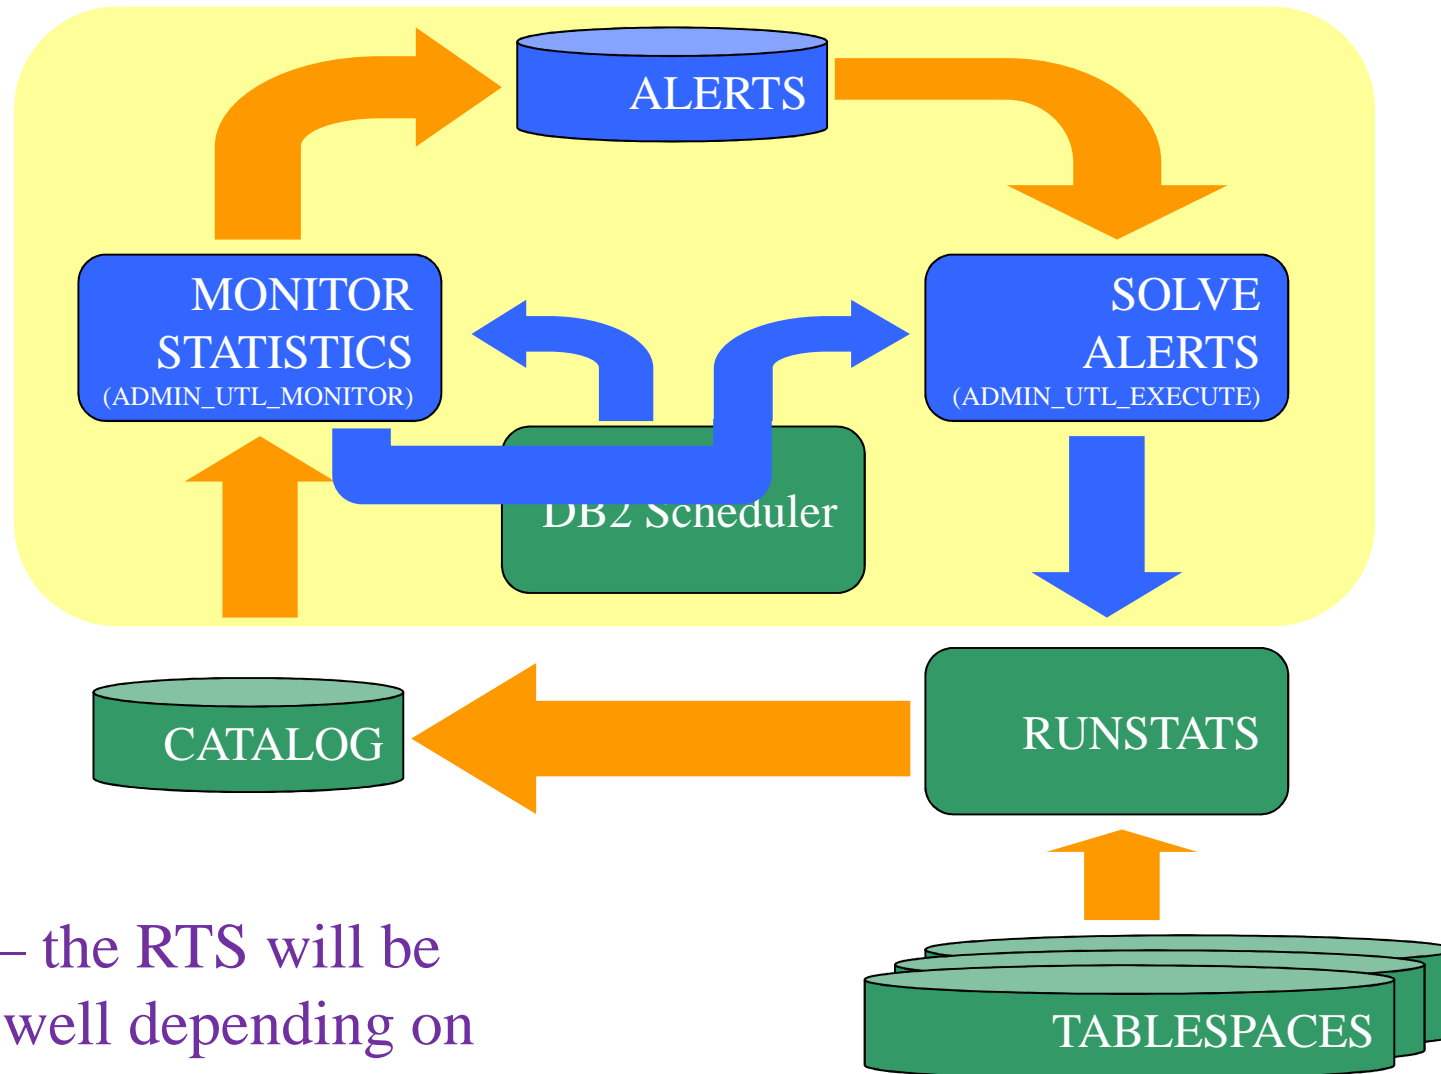 ALERTS
MONITOR
STATISTICS
(ADMIN_UTL_MONITOR)
SOLVE
ALERTS
(ADMIN_UTL_EXECUTE)
DB2 Scheduler
CATALOG
RUNSTATS
– the RTS will be
well depending on
TABLESPACES